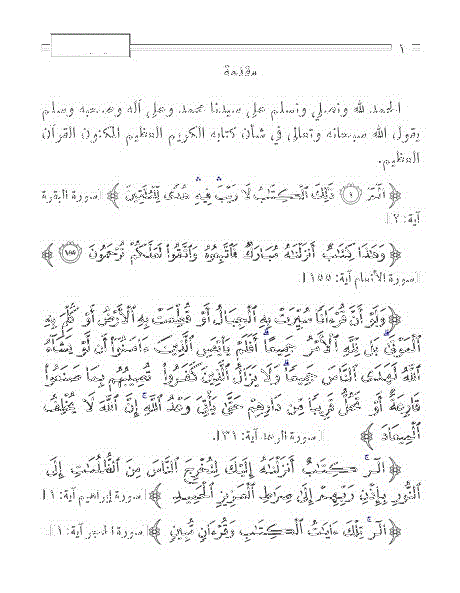 ١
مقدمة
الحمد لله ونصلي ونسلم على سيدنا محمد وعلى آله وصحبه وسلم
يقول الله سبحانه وتعالى في شأن كتابه الكريم العظيم المكنون القرآن
العظيم.
﴿الٓمٓ ١ ذَٰلِكَ ٱلْكِتَٰبُ لَا رَيْبَ ۛ فِيهِ ۛ هُدًى لِّلْمُتَّقِينَ﴾ [سورة البقرة
آية: ٢]
﴿وَهَٰذَا كِتَٰبٌ أَنزَلْنَٰهُ مُبَارَكٌ فَٱتَّبِعُوهُ وَٱتَّقُوا۟ لَعَلَّكُمْ تُرْحَمُونَ ١٥٥﴾
[سورة الأنعام آية: ١٥٥]
﴿وَلَوْ أَنَّ قُرْءَانًا سُيِّرَتْ بِهِ ٱلْجِبَالُ أَوْ قُطِّعَتْ بِهِ ٱلْأَرْضُ أَوْ كُلِّمَ بِهِ
ٱلْمَوْتَىٰ ۗ بَل لِّلَّهِ ٱلْأَمْرُ جَمِيعًا ۗ أَفَلَمْ يَا۟يْـَٔسِ ٱلَّذِينَ ءَامَنُوٓا۟ أَن لَّوْ يَشَآءُ
ٱللَّهُ لَهَدَى ٱلنَّاسَ جَمِيعًا ۗ وَلَا يَزَالُ ٱلَّذِينَ كَفَرُوا۟ تُصِيبُهُم بِمَا صَنَعُوا۟
قَارِعَةٌ أَوْ تَحُلُّ قَرِيبًا مِّن دَارِهِمْ حَتَّىٰ يَأْتِىَ وَعْدُ ٱللَّهِ ۚ إِنَّ ٱللَّهَ لَا يُخْلِفُ
ٱلْمِيعَادَ﴾ [سورة الرعد آية: ٣١].
﴿الٓر ۚ كِتَٰبٌ أَنزَلْنَٰهُ إِلَيْكَ لِتُخْرِجَ ٱلنَّاسَ مِنَ ٱلظُّلُمَٰتِ إِلَى
ٱلنُّورِ بِإِذْنِ رَبِّهِمْ إِلَىٰ صِرَٰطِ ٱلْعَزِيزِ ٱلْحَمِيدِ﴾ [سورة إبراهيم آية: ١]
﴿الٓر ۚ تِلْكَ ءَايَٰتُ ٱلْكِتَٰبِ وَقُرْءَانٍ مُّبِينٍ﴾ [سورة الحجر آية: ١]